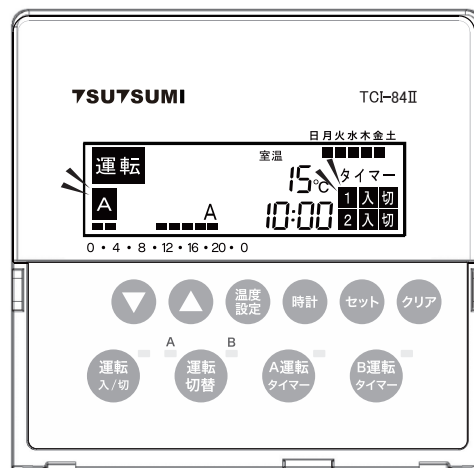 TSUTSUMI TCI-84Ⅱ
日月火水木金土
運転 室温
15℃ タイマー
A 1 入 切
A 10:00 2 入 切
0・4・8・12・16・20・0
▼ ▲ 温度設定 時計 セット クリア
A B
運転 入/切 運転切替 A運転タイマー B運転タイマー